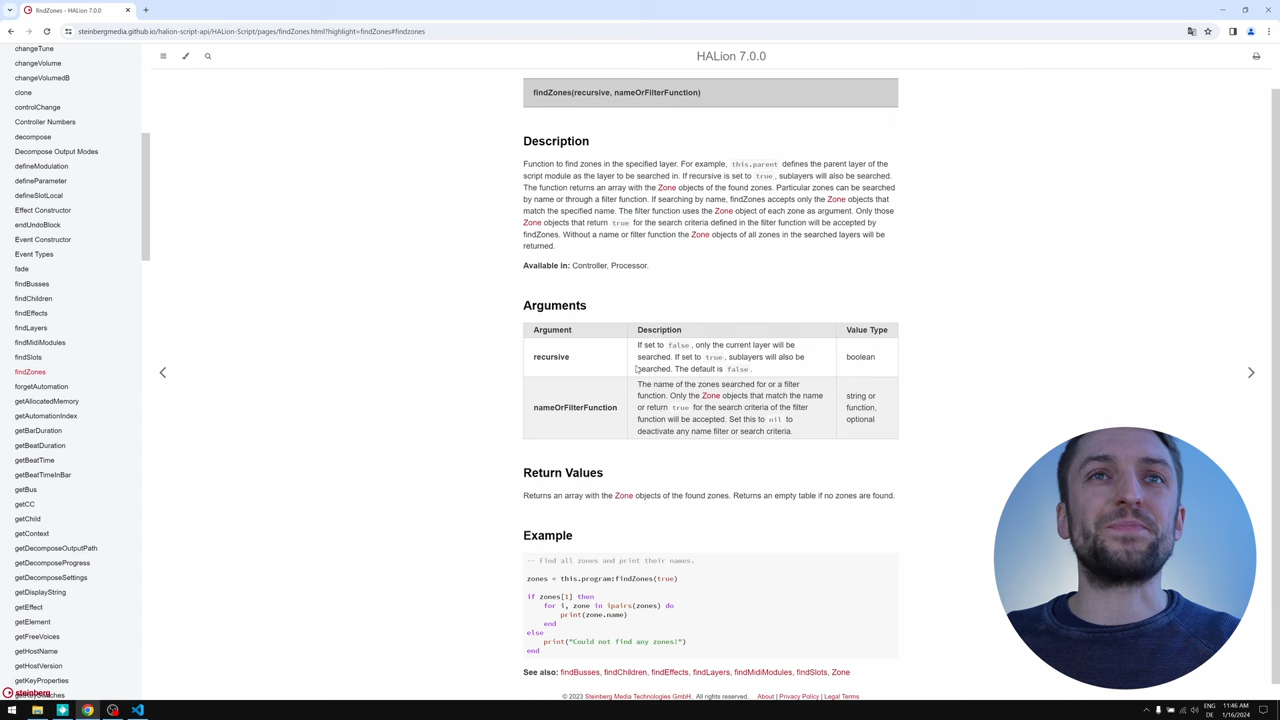 findZones - HALion
steinbergmedia.github.io/halion-script-api/HALion-Script/pages/findZones.html?highlight=findZones#findzones
changeTune
changeVolume
changeVolumedB
clone
controlChange
Controller Numbers
decompose
Decompose Output Modes
defineModulation
defineParameter
defineSlotLocal
Effect Constructor
endUndoBlock
Event Constructor
Event Types
fade
findBusses
findChildren
findEffects
findLayers
findMidiModules
findSlots
findZones
forgetAutomation
getAllocatedMemory
getAutomationIndex
getBarDuration
getBeatDuration
getBeatTime
getBeatTimeInBar
getBus
getCC
getChild
getContext
getDecomposeOutputPath
getDecomposeProgress
getDecomposeSettings
getDisplayString
getEffect
getElement
getFreeVoices
getHostName
getHostVersion
getKeyProperties
steinberg
HALion 7.0.0
findZones(recursive, nameOrFilterFunction)
Description
Function to find zones in the specified layer. For example, this.parent defines the parent layer of the
script module as the layer to be searched in. If recursive is set to true, sublayers will also be searched.
The function returns an array with the Zone objects of the found zones. Particular zones can be searched
by name or through a filter function. If searching by name, findZones accepts only the Zone objects that
match the specified name. The filter function uses the Zone object of each zone as argument. Only those
Zone objects that return true for the search criteria defined in the filter function will be accepted by
findZones. Without a name or filter function the Zone objects of all zones in the searched layers will be
returned.
Available in: Controller, Processor.
Arguments
Argument Description Value Type
recursive
If set to false, only the current layer will be
searched. If set to true, sublayers will also be
searched. The default is false.
boolean
nameOrFilterFunction
The name of the zones searched for or a filter
function. Only the Zone objects that match the name
or return true for the search criteria of the filter
function will be accepted. Set this to nil to
deactivate any name filter or search criteria.
string or
function,
optional
Return Values
Returns an array with the Zone objects of the found zones. Returns an empty table if no zones are found.
Example
-- Find all zones and print their names.
zones = this.program:findZones(true)
if zones[1] then
for i, zone in ipairs(zones) do
print(zone.name)
end
else
print("Could not find any zones!")
end
See also: findBusses, findChildren, findEffects, findLayers, findMidiModules, findSlots, Zone
© 2023 Steinberg Media Technologies GmbH. All rights reserved. About | Privacy Policy | Legal Terms
ENG
DE
11:46 AM
1/16/2024